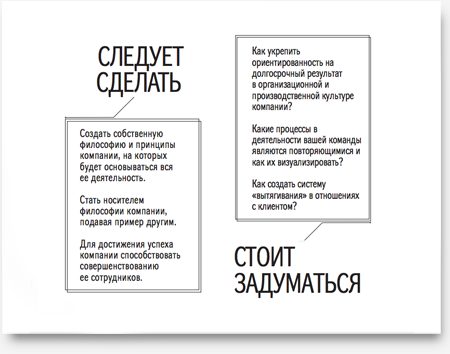 СЛЕДУЕТ
СДЕЛАТЬ
Создать собственную
философию и принципы
компании, на которых
будет основываться вся
ее деятельность.
Стать носителем
философии компании,
подавая пример другим.
Для достижения успеха
компании способствовать
совершенствованию
ее сотрудников.
Как укрепить
ориентированность на
долгосрочный результат
в организационной и
производственной культуре
компании?
Какие процессы в
деятельности вашей команды
являются повторяющимися и
как их визуализировать?
Как создать систему
«вытягивания» в отношениях
с клиентом?
СТОИТ
ЗАДУМАТЬСЯ